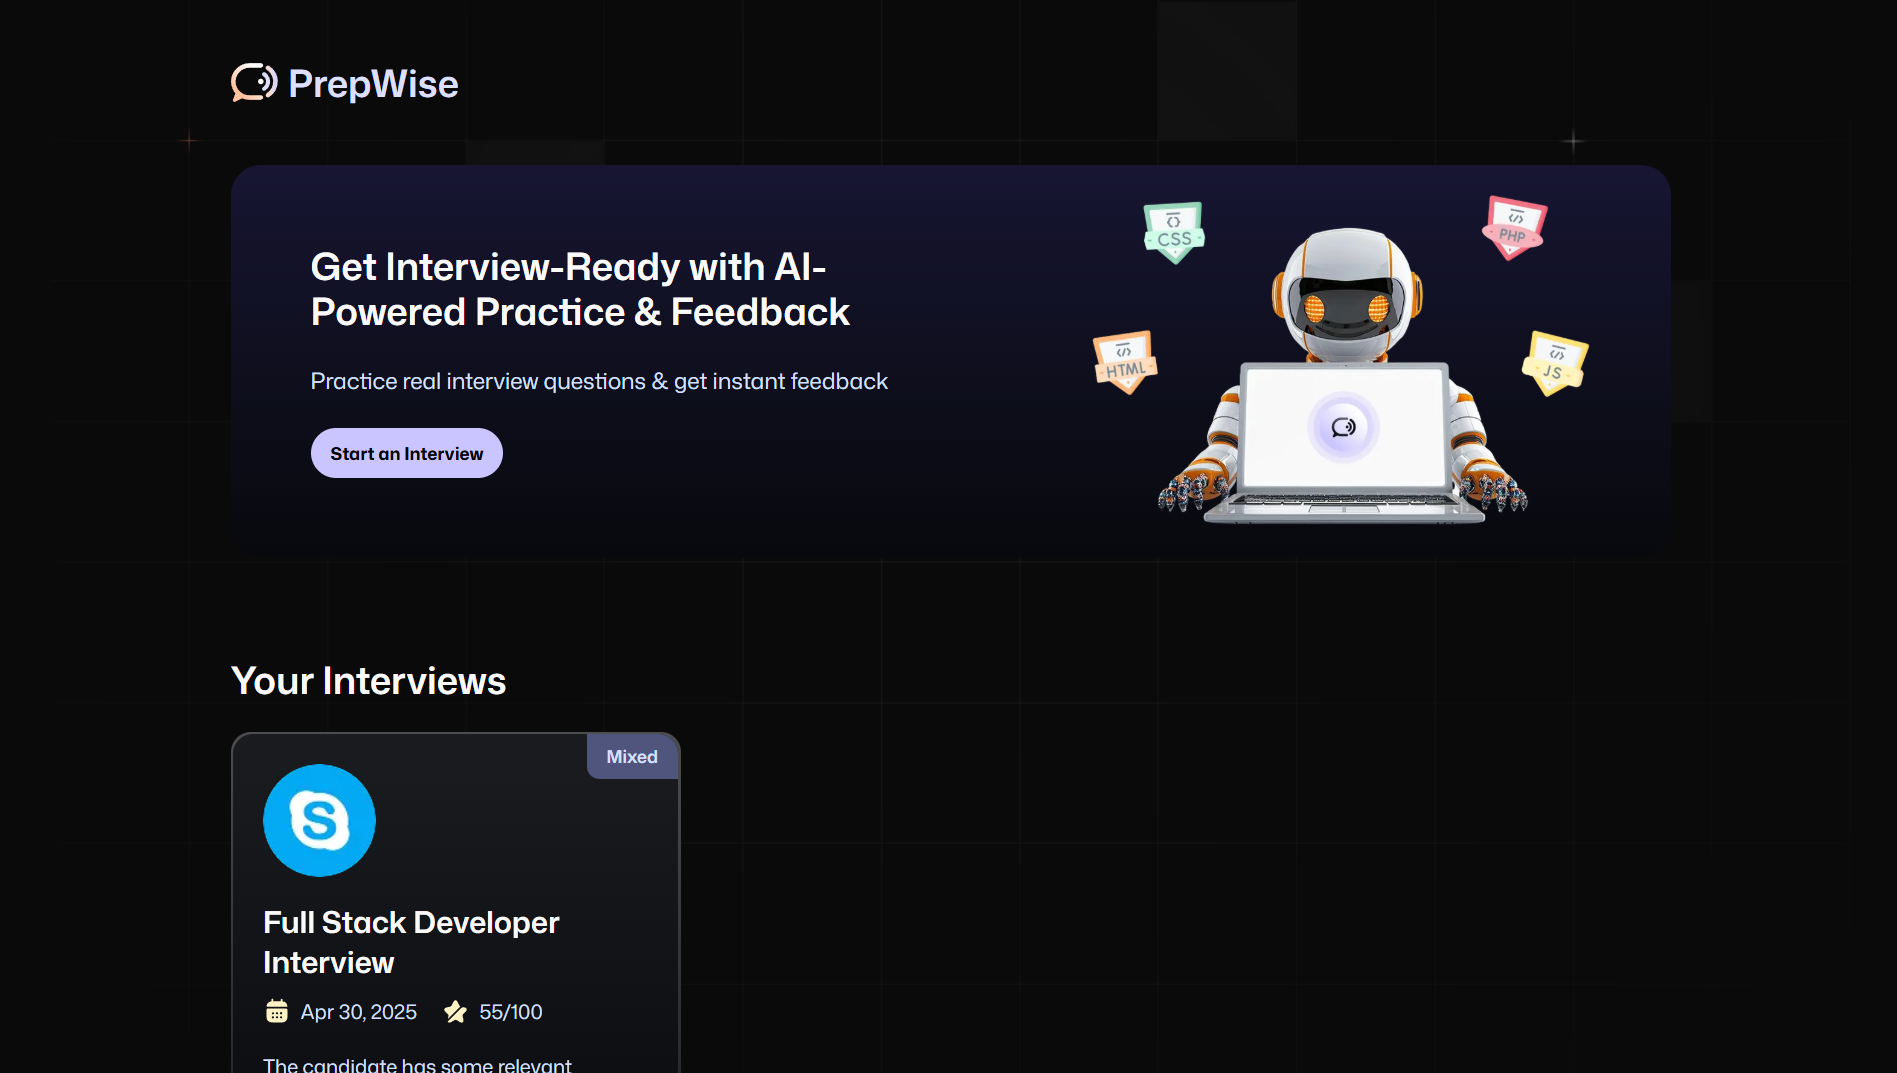 PrepWise
Get Interview-Ready with AI-
Powered Practice & Feedback
Practice real interview questions & get instant feedback
Start an Interview
CSS
PHP
HTML
JS
Your Interviews
Mixed
S
Full Stack Developer
Interview
Apr 30, 2025
55/100
The candidate has some relevant